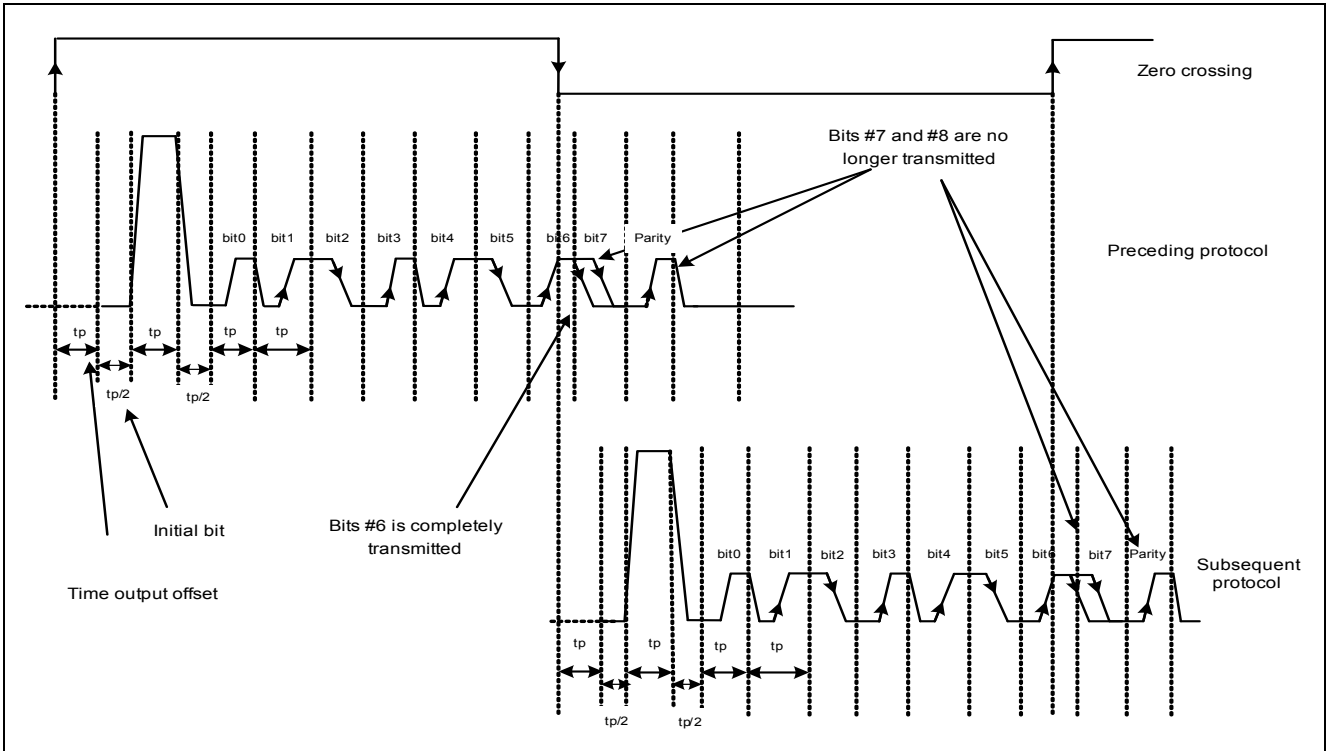 Zero crossing
Bits #7 and #8 are no
longer transmitted
bit0 bit1 bit2 bit3 bit4 bit5 bit6 bit7 Parity
Preceding protocol
tp tp tp tp
tp/2 tp/2
Initial bit
Bits #6 is completely
transmitted
Time output offset
bit0 bit1 bit2 bit3 bit4 bit5 bit6 bit7 Parity
Subsequent
protocol
tp tp tp tp
tp/2 tp/2